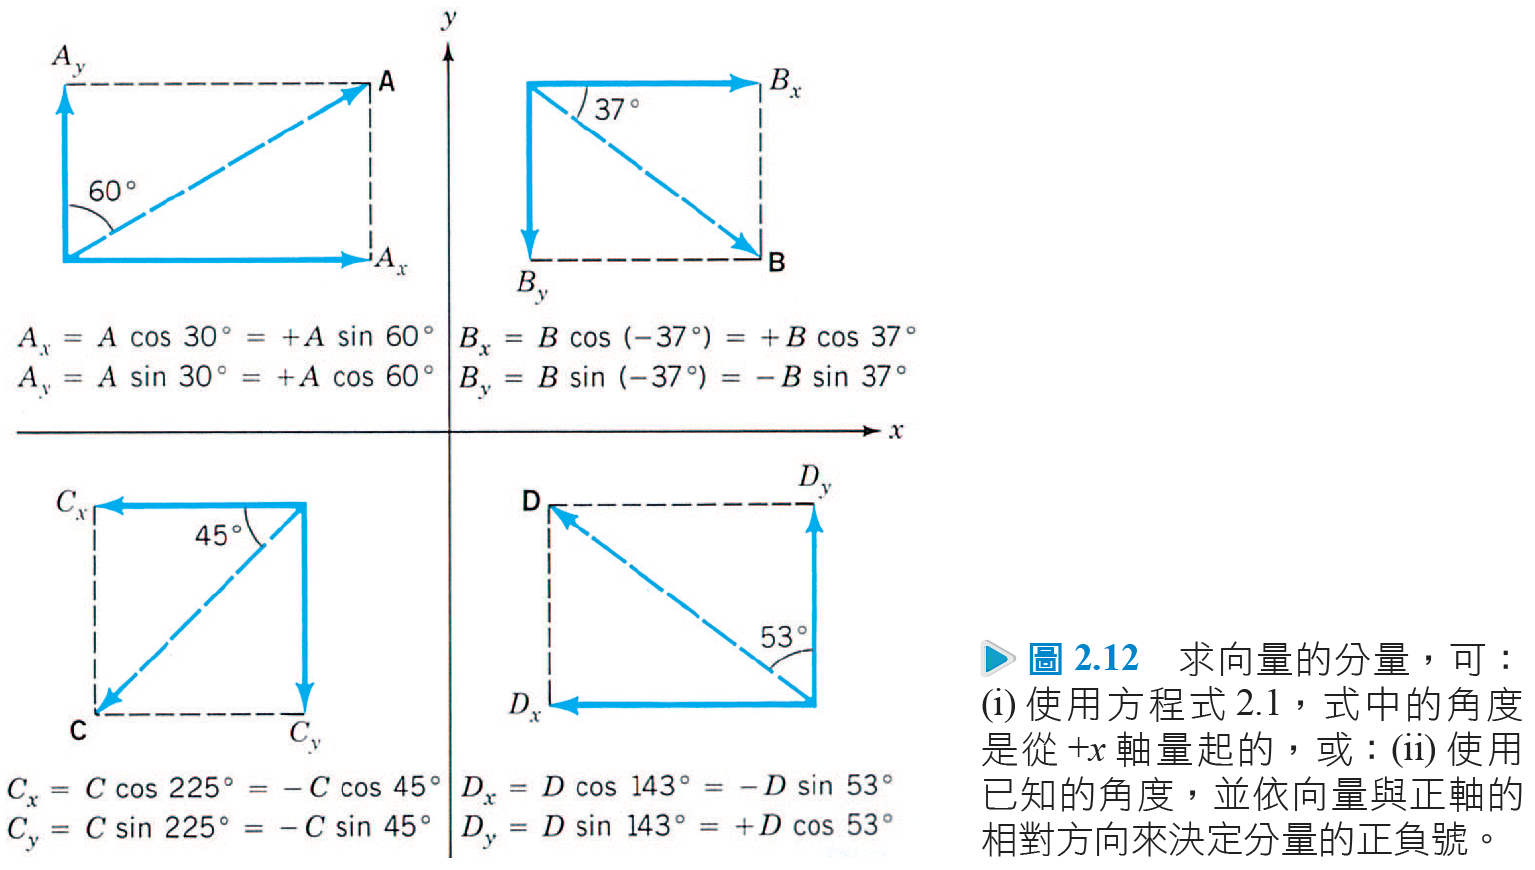 y
A_y
A
60°
A_x
B_x
37°
B
B_y
A_x = A cos 30° = +A sin 60°
A_y = A sin 30° = +A cos 60°
B_x = B cos (−37°) = +B cos 37°
B_y = B sin (−37°) = −B sin 37°
x
C_x
45°
C
C_y
D
D_y
53°
D_x
C_x = C cos 225° = −C cos 45°
C_y = C sin 225° = −C sin 45°
D_x = D cos 143° = −D sin 53°
D_y = D sin 143° = +D cos 53°
圖 2.12 求向量的分量，可：
(i) 使用方程式 2.1，式中的角度
是從 +x 軸量起的，或：(ii) 使用
已知的角度，並依向量與正軸的
相對方向來決定分量的正負號。